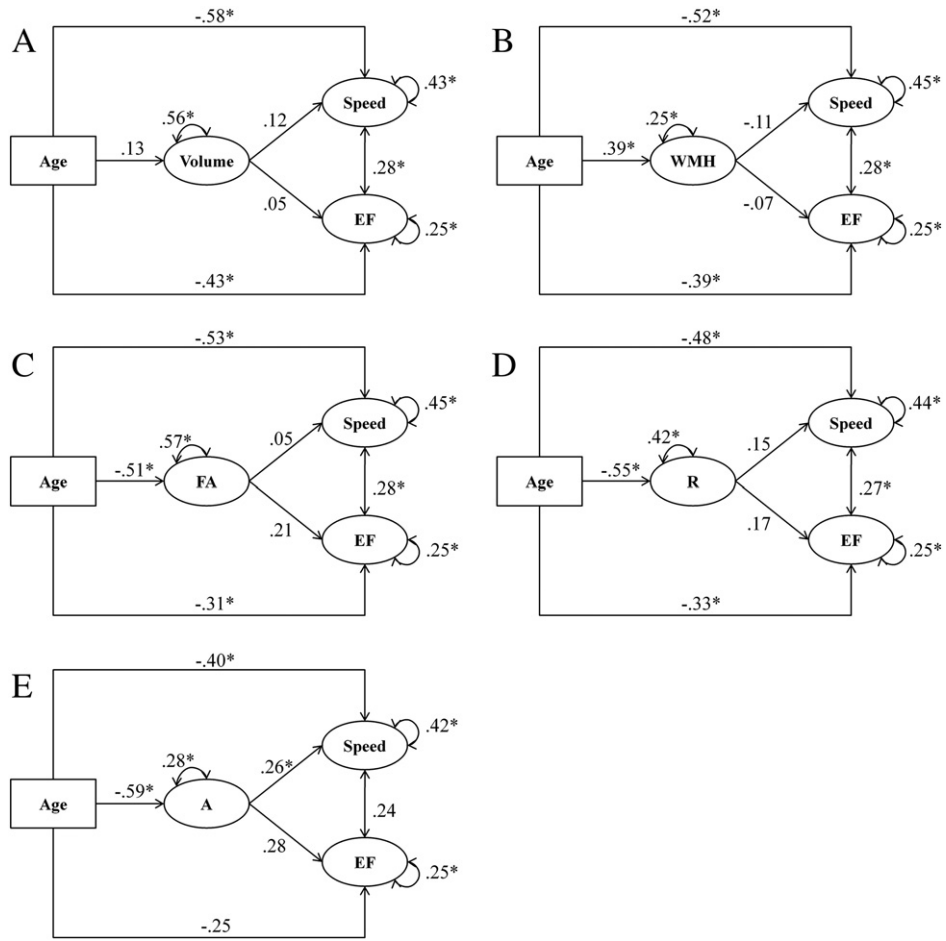 A
-.58*
Age
.13
.56*
Volume
.12
.05
Speed
.43*
.28*
EF
.25*
-.43*
B
-.52*
Age
.39*
.25*
WMH
-.11
-.07
Speed
.45*
.28*
EF
.25*
-.39*
C
-.53*
Age
-.51*
.57*
FA
.05
.21
Speed
.45*
.28*
EF
.25*
-.31*
D
-.48*
Age
-.55*
.42*
R
.15
.17
Speed
.44*
.27*
EF
.25*
-.33*
E
-.40*
Age
-.59*
.28*
A
.26*
.28
Speed
.42*
.24
EF
.25*
-.25